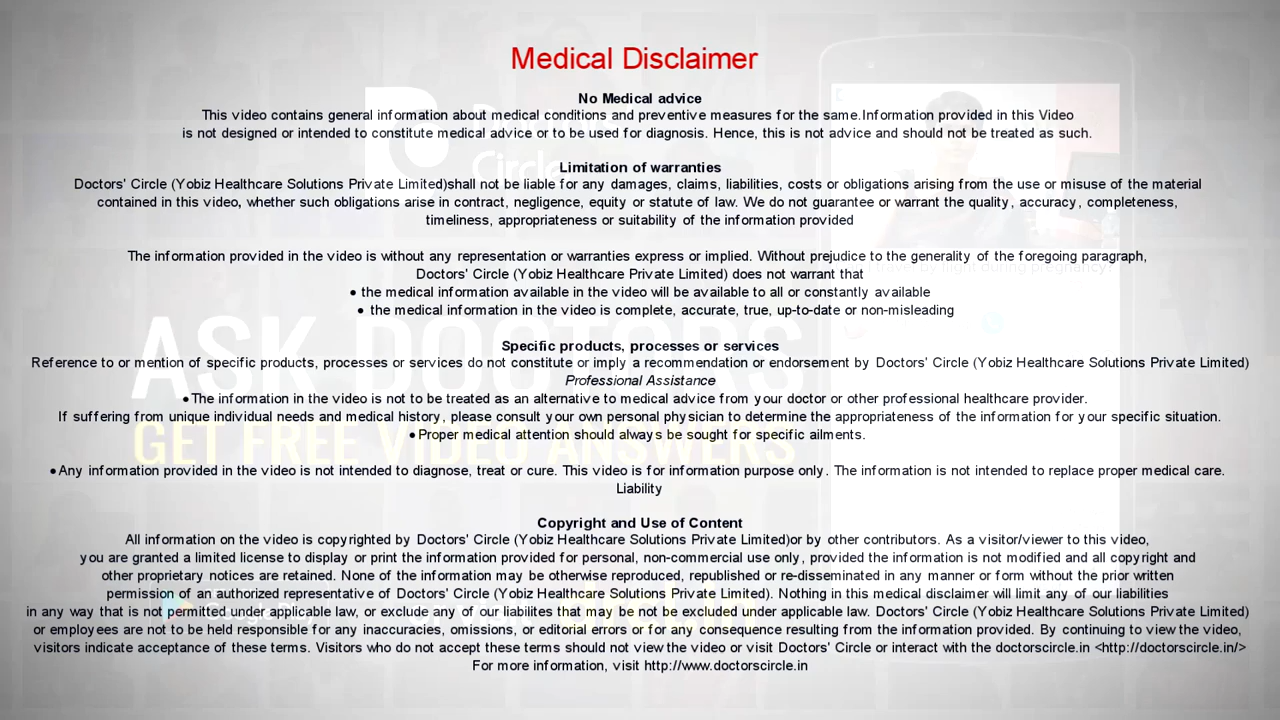 Medical Disclaimer
No Medical advice
This video contains general information about medical conditions and preventive measures for the same.Information provided in this Video
is not designed or intended to constitute medical advice or to be used for diagnosis. Hence, this is not advice and should not be treated as such.
Limitation of warranties
Doctors' Circle (Yobiz Healthcare Solutions Private Limited)shall not be liable for any damages, claims, liabilities, costs or obligations arising from the use or misuse of the material
contained in this video, whether such obligations arise in contract, negligence, equity or statute of law. We do not guarantee or warrant the quality, accuracy, completeness,
timeliness, appropriateness or suitability of the information provided
The information provided in the video is without any representation or warranties express or implied. Without prejudice to the generality of the foregoing paragraph,
Doctors' Circle (Yobiz Healthcare Private Limited) does not warrant that
• the medical information available in the video will be available to all or constantly available
• the medical information in the video is complete, accurate, true, up-to-date or non-misleading
Specific products, processes or services
Reference to or mention of specific products, processes or services do not constitute or imply a recommendation or endorsement by Doctors' Circle (Yobiz Healthcare Solutions Private Limited)
Professional Assistance
•The information in the video is not to be treated as an alternative to medical advice from your doctor or other professional healthcare provider.
If suffering from unique individual needs and medical history, please consult your own personal physician to determine the appropriateness of the information for your specific situation.
•Proper medical attention should always be sought for specific ailments.
•Any information provided in the video is not intended to diagnose, treat or cure. This video is for information purpose only. The information is not intended to replace proper medical care.
Liability
Copyright and Use of Content
All information on the video is copyrighted by Doctors' Circle (Yobiz Healthcare Solutions Private Limited)or by other contributors. As a visitor/viewer to this video,
you are granted a limited license to display or print the information provided for personal, non-commercial use only, provided the information is not modified and all copyright and
other proprietary notices are retained. None of the information may be otherwise reproduced, republished or re-disseminated in any manner or form without the prior written
permission of an authorized representative of Doctors' Circle (Yobiz Healthcare Solutions Private Limited). Nothing in this medical disclaimer will limit any of our liabilities
in any way that is not permitted under applicable law, or exclude any of our liabilites that may be not be excluded under applicable law. Doctors' Circle (Yobiz Healthcare Solutions Private Limited)
or employees are not to be held responsible for any inaccuracies, omissions, or editorial errors or for any consequence resulting from the information provided. By continuing to view the video,
visitors indicate acceptance of these terms. Visitors who do not accept these terms should not view the video or visit Doctors' Circle or interact with the doctorscircle.in <http://doctorscircle.in/>
For more information, visit http://www.doctorscircle.in
Circle
travel by flight during pregnancy?
ASK DOCTORS
GET FREE VIDEO ANSWERS
Google Play